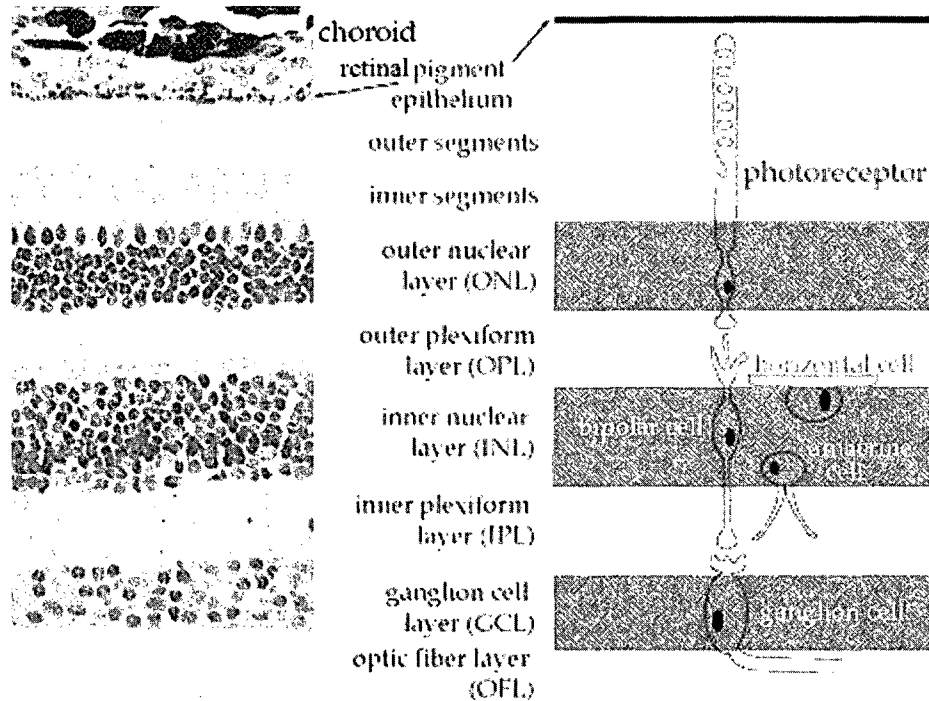 choroid
retinal pigment
epithelium
outer segments
inner segments
outer nuclear
layer (ONL)
outer plexiform
layer (OPL)
inner nuclear
layer (INL)
inner plexiform
layer (IPL)
ganglion cell
layer (GCL)
optic fiber layer
(OFL)
photoreceptor
horizontal cell
bipolar cell
amacrine
cell
ganglion cell